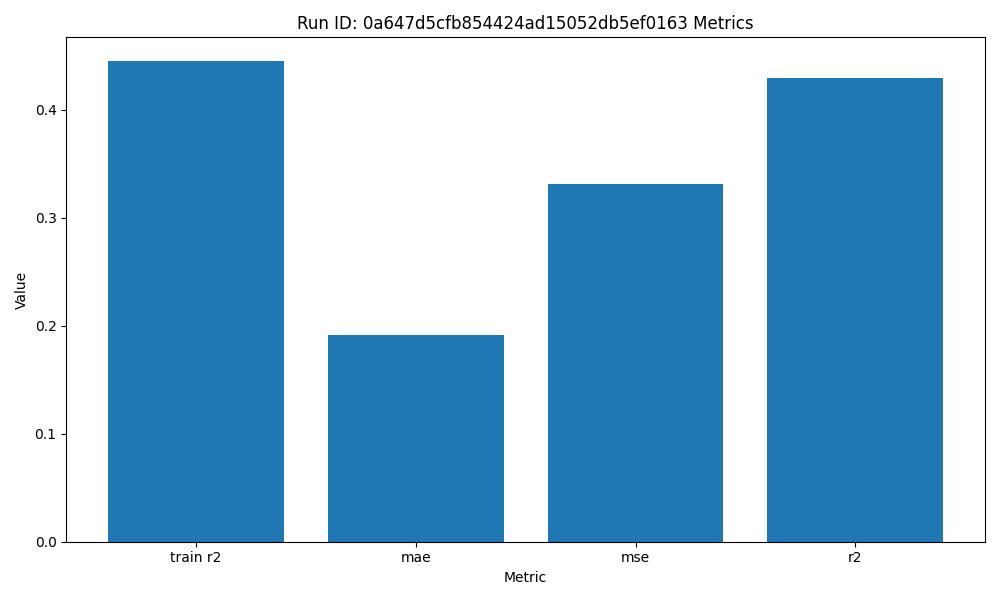 Run ID: 0a647d5cfb854424ad15052db5ef0163 Metrics
Value
0.4
0.3
0.2
0.1
0.0
train r2
mae
mse
r2
Metric